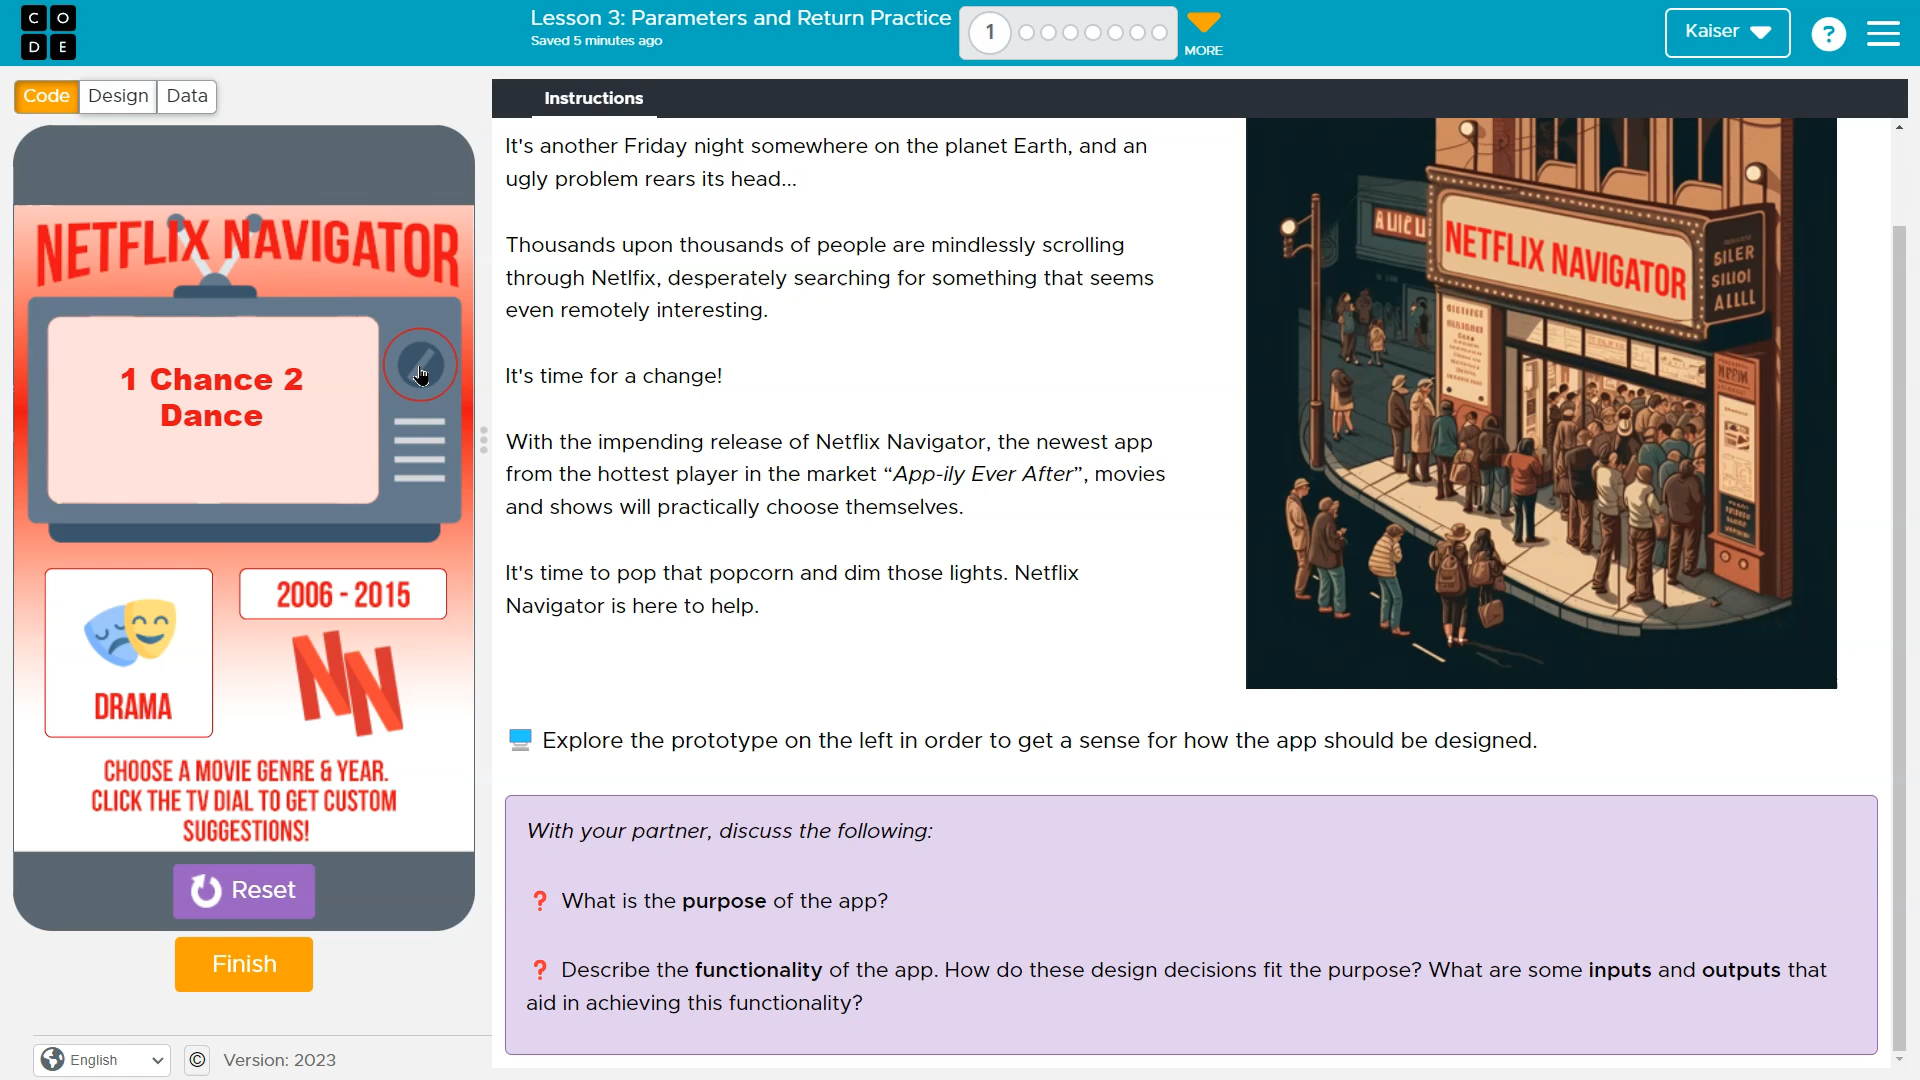 C O
D E
Lesson 3: Parameters and Return Practice
Saved 5 minutes ago
1
MORE
Kaiser
?
Code
Design
Data
Instructions
NETFLIX NAVIGATOR
1 Chance 2
Dance
DRAMA
2006 - 2015
NN
CHOOSE A MOVIE GENRE & YEAR.
CLICK THE TV DIAL TO GET CUSTOM
SUGGESTIONS!
Reset
Finish
English
©
Version: 2023
It's another Friday night somewhere on the planet Earth, and an
ugly problem rears its head...
Thousands upon thousands of people are mindlessly scrolling
through Netlfix, desperately searching for something that seems
even remotely interesting.
It's time for a change!
With the impending release of Netflix Navigator, the newest app
from the hottest player in the market “App-ily Ever After”, movies
and shows will practically choose themselves.
It's time to pop that popcorn and dim those lights. Netflix
Navigator is here to help.
NETFLIX NAVIGATOR
SILER
SILIOI
ALLLL
Explore the prototype on the left in order to get a sense for how the app should be designed.
With your partner, discuss the following:
❓ What is the purpose of the app?
❓ Describe the functionality of the app. How do these design decisions fit the purpose? What are some inputs and outputs that
aid in achieving this functionality?